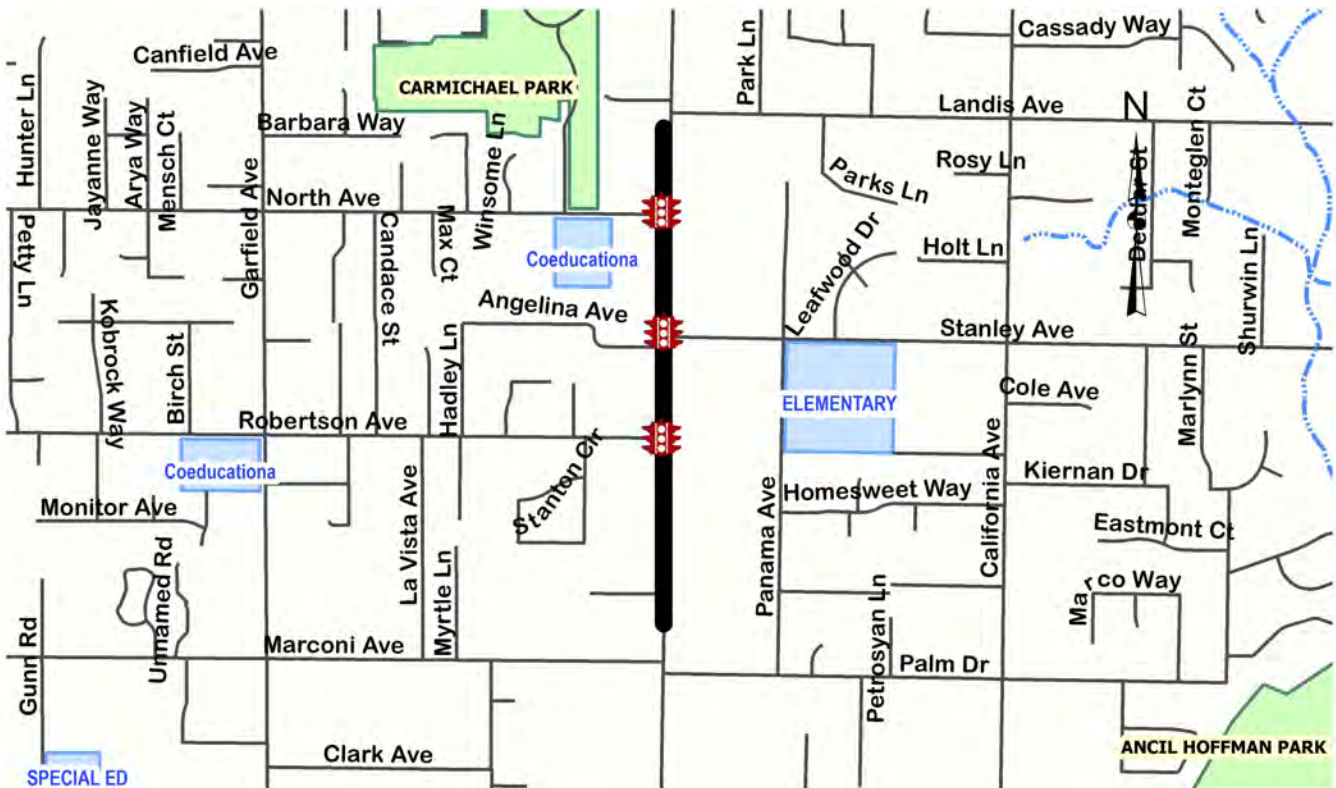 Cassady Way
Canfield Ave
Hunter Ln
Park Ln
CARMICHAEL PARK
Jayanne Way
Arya Way
Mensch Ct
Landis Ave
N
Monteglen Ct
Barbara Way
Winsome Ln
Garfield Ave
Rosy Ln
Parks Ln
North Ave
Petty Ln
Candace St
Max Ct
Coeducationa
Leafwood Dr
Holt Ln
Shurwin Ln
Angelina Ave
Kobrock Way
Birch St
Hadley Ln
Stanley Ave
Marlynn St
ELEMENTARY
Cole Ave
Robertson Ave
California Ave
Coeducationa
Stanton Cir
Kiernan Dr
Homesweet Way
Monitor Ave
Panama Ave
La Vista Ave
Eastmont Ct
Unnamed Rd
Myrtle Ln
Petrosyan Ln
Marco Way
Gunn Rd
Marconi Ave
Palm Dr
Clark Ave
ANCIL HOFFMAN PARK
SPECIAL ED